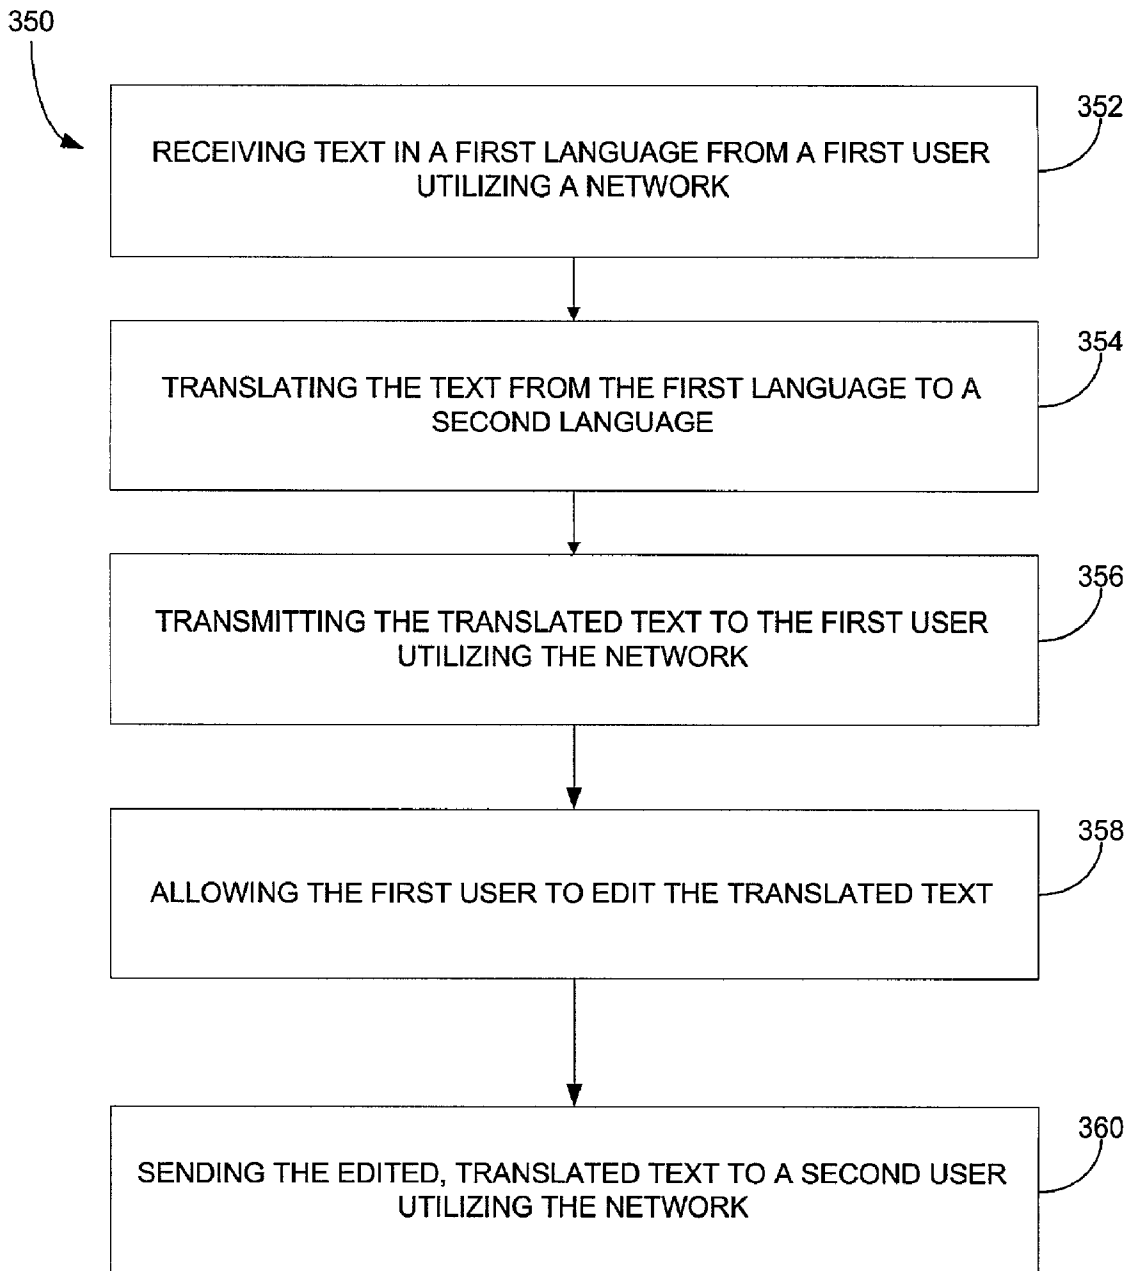 350
352
RECEIVING TEXT IN A FIRST LANGUAGE FROM A FIRST USER
UTILIZING A NETWORK
354
TRANSLATING THE TEXT FROM THE FIRST LANGUAGE TO A
SECOND LANGUAGE
356
TRANSMITTING THE TRANSLATED TEXT TO THE FIRST USER
UTILIZING THE NETWORK
358
ALLOWING THE FIRST USER TO EDIT THE TRANSLATED TEXT
360
SENDING THE EDITED, TRANSLATED TEXT TO A SECOND USER
UTILIZING THE NETWORK